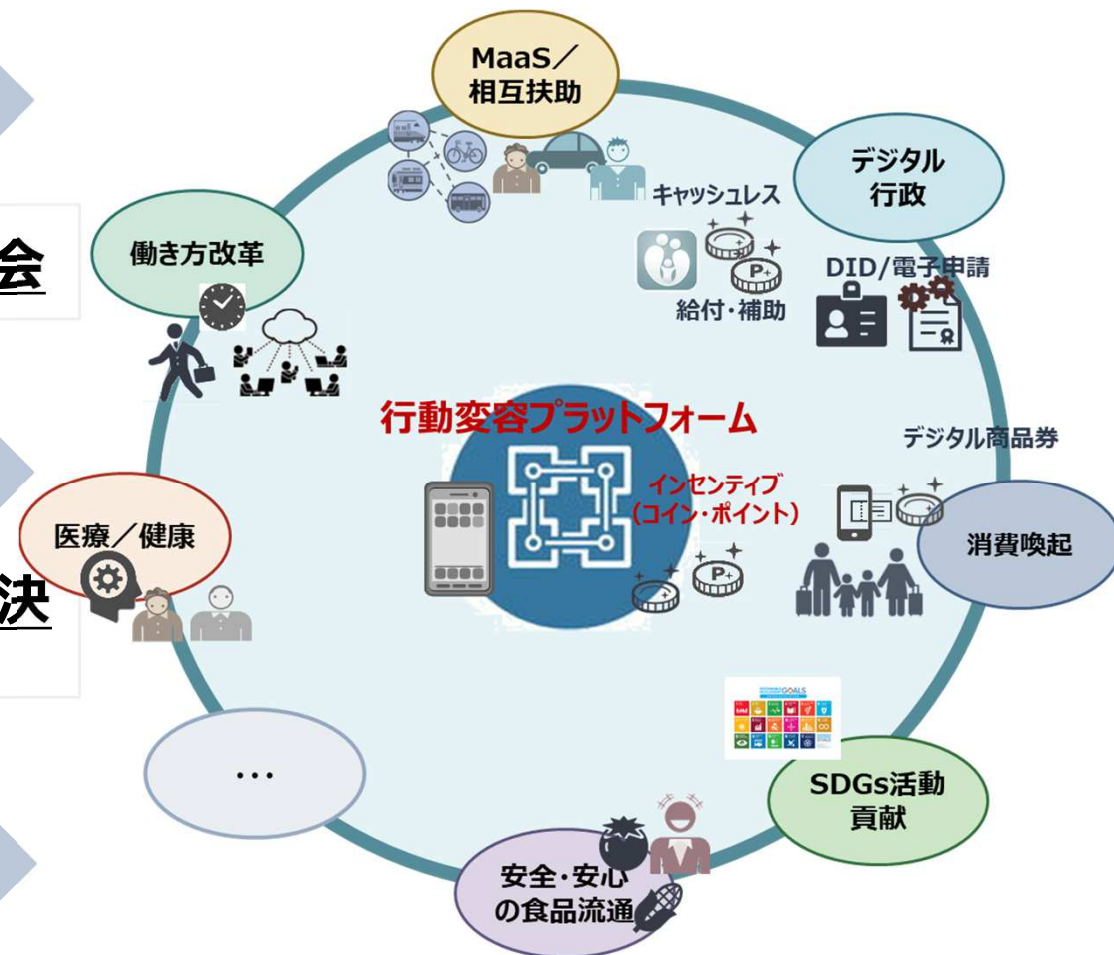 MaaS／
相互扶助
デジタル
行政
キャッシュレス
給付・補助
DID/電子申請
会
働き方改革
行動変容プラットフォーム
インセンティブ
（コイン・ポイント）
P+
P+
デジタル商品券
消費喚起
医療／健康
決
GOALS
SDGs活動
貢献
…
安全・安心
の食品流通